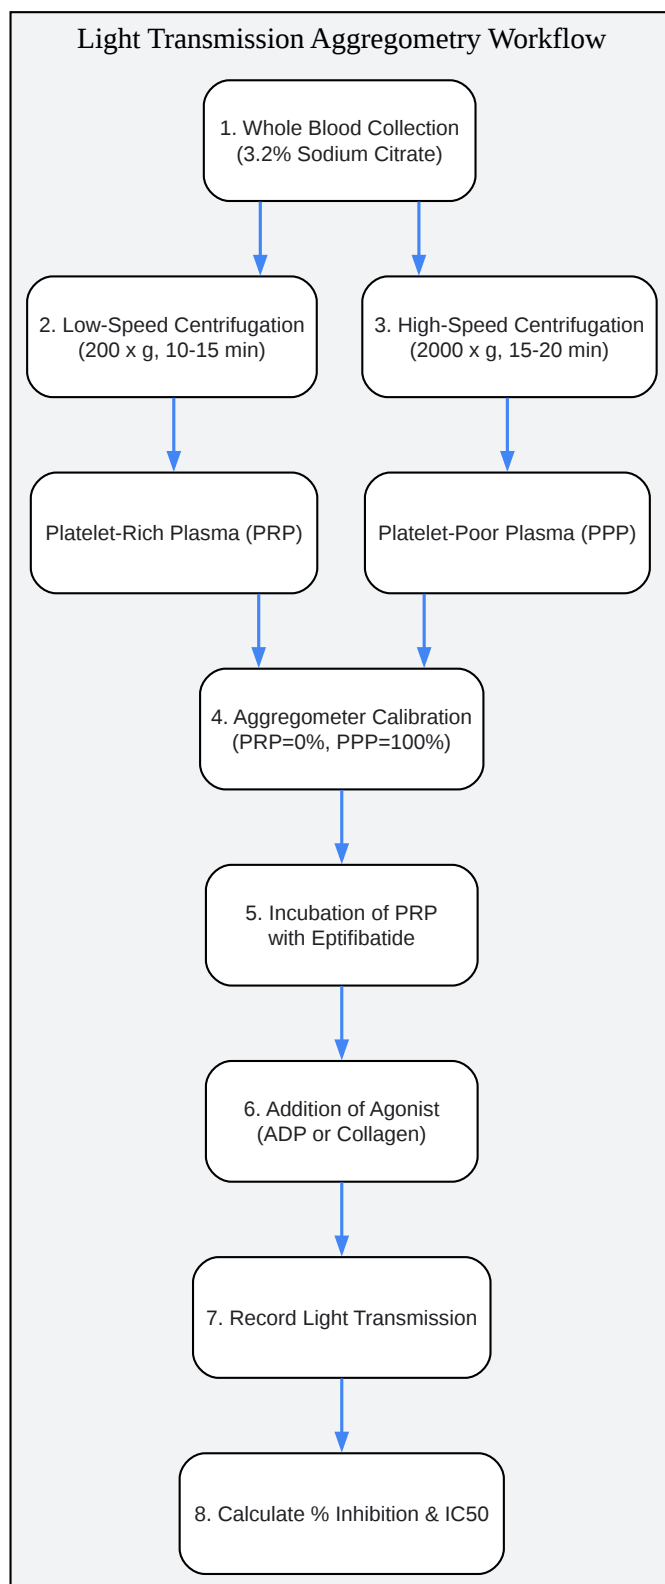 Light Transmission Aggregometry Workflow
1. Whole Blood Collection
(3.2% Sodium Citrate)
2. Low-Speed Centrifugation
(200 x g, 10-15 min)
3. High-Speed Centrifugation
(2000 x g, 15-20 min)
Platelet-Rich Plasma (PRP)
Platelet-Poor Plasma (PPP)
4. Aggregometer Calibration
(PRP=0%, PPP=100%)
5. Incubation of PRP
with Eptifibatide
6. Addition of Agonist
(ADP or Collagen)
7. Record Light Transmission
8. Calculate % Inhibition & IC50